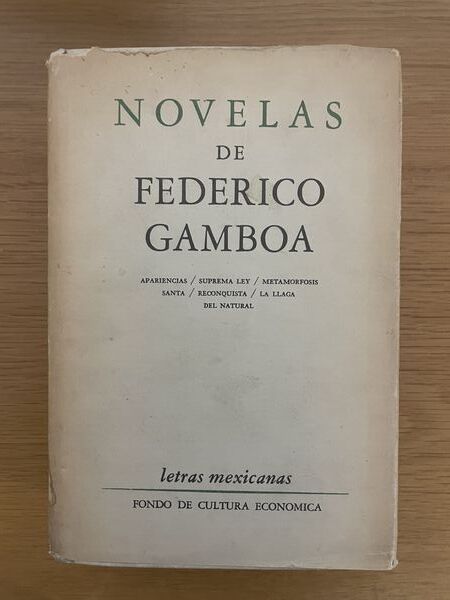 NOVELAS
DE
FEDERICO
GAMBOA
APARIENCIAS / SUPREMA LEY / METAMORFOSIS
SANTA / RECONQUISTA / LA LLAGA
DEL NATURAL
letras mexicanas
FONDO DE CULTURA ECONOMICA